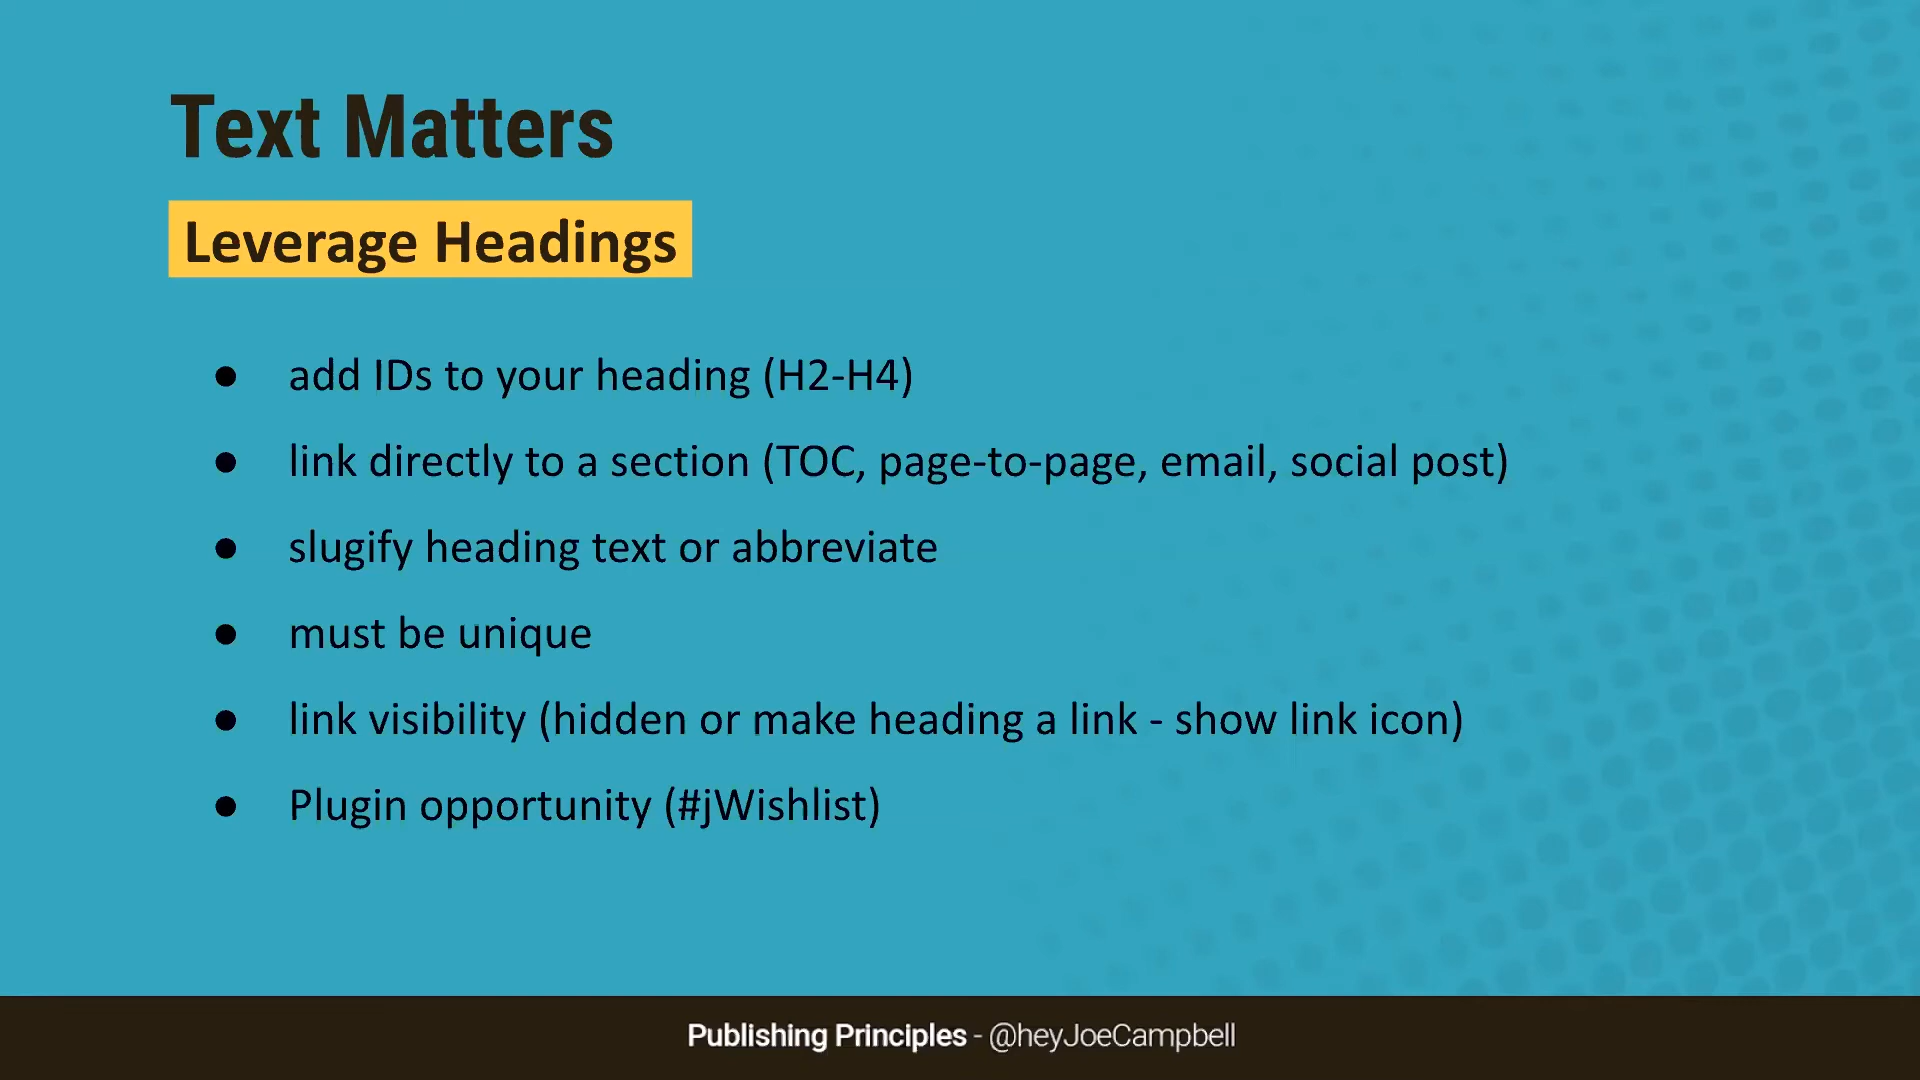 Text Matters
Leverage Headings
● add IDs to your heading (H2-H4)
● link directly to a section (TOC, page-to-page, email, social post)
● slugify heading text or abbreviate
● must be unique
● link visibility (hidden or make heading a link - show link icon)
● Plugin opportunity (#jWishlist)
Publishing Principles - @heyJoeCampbell